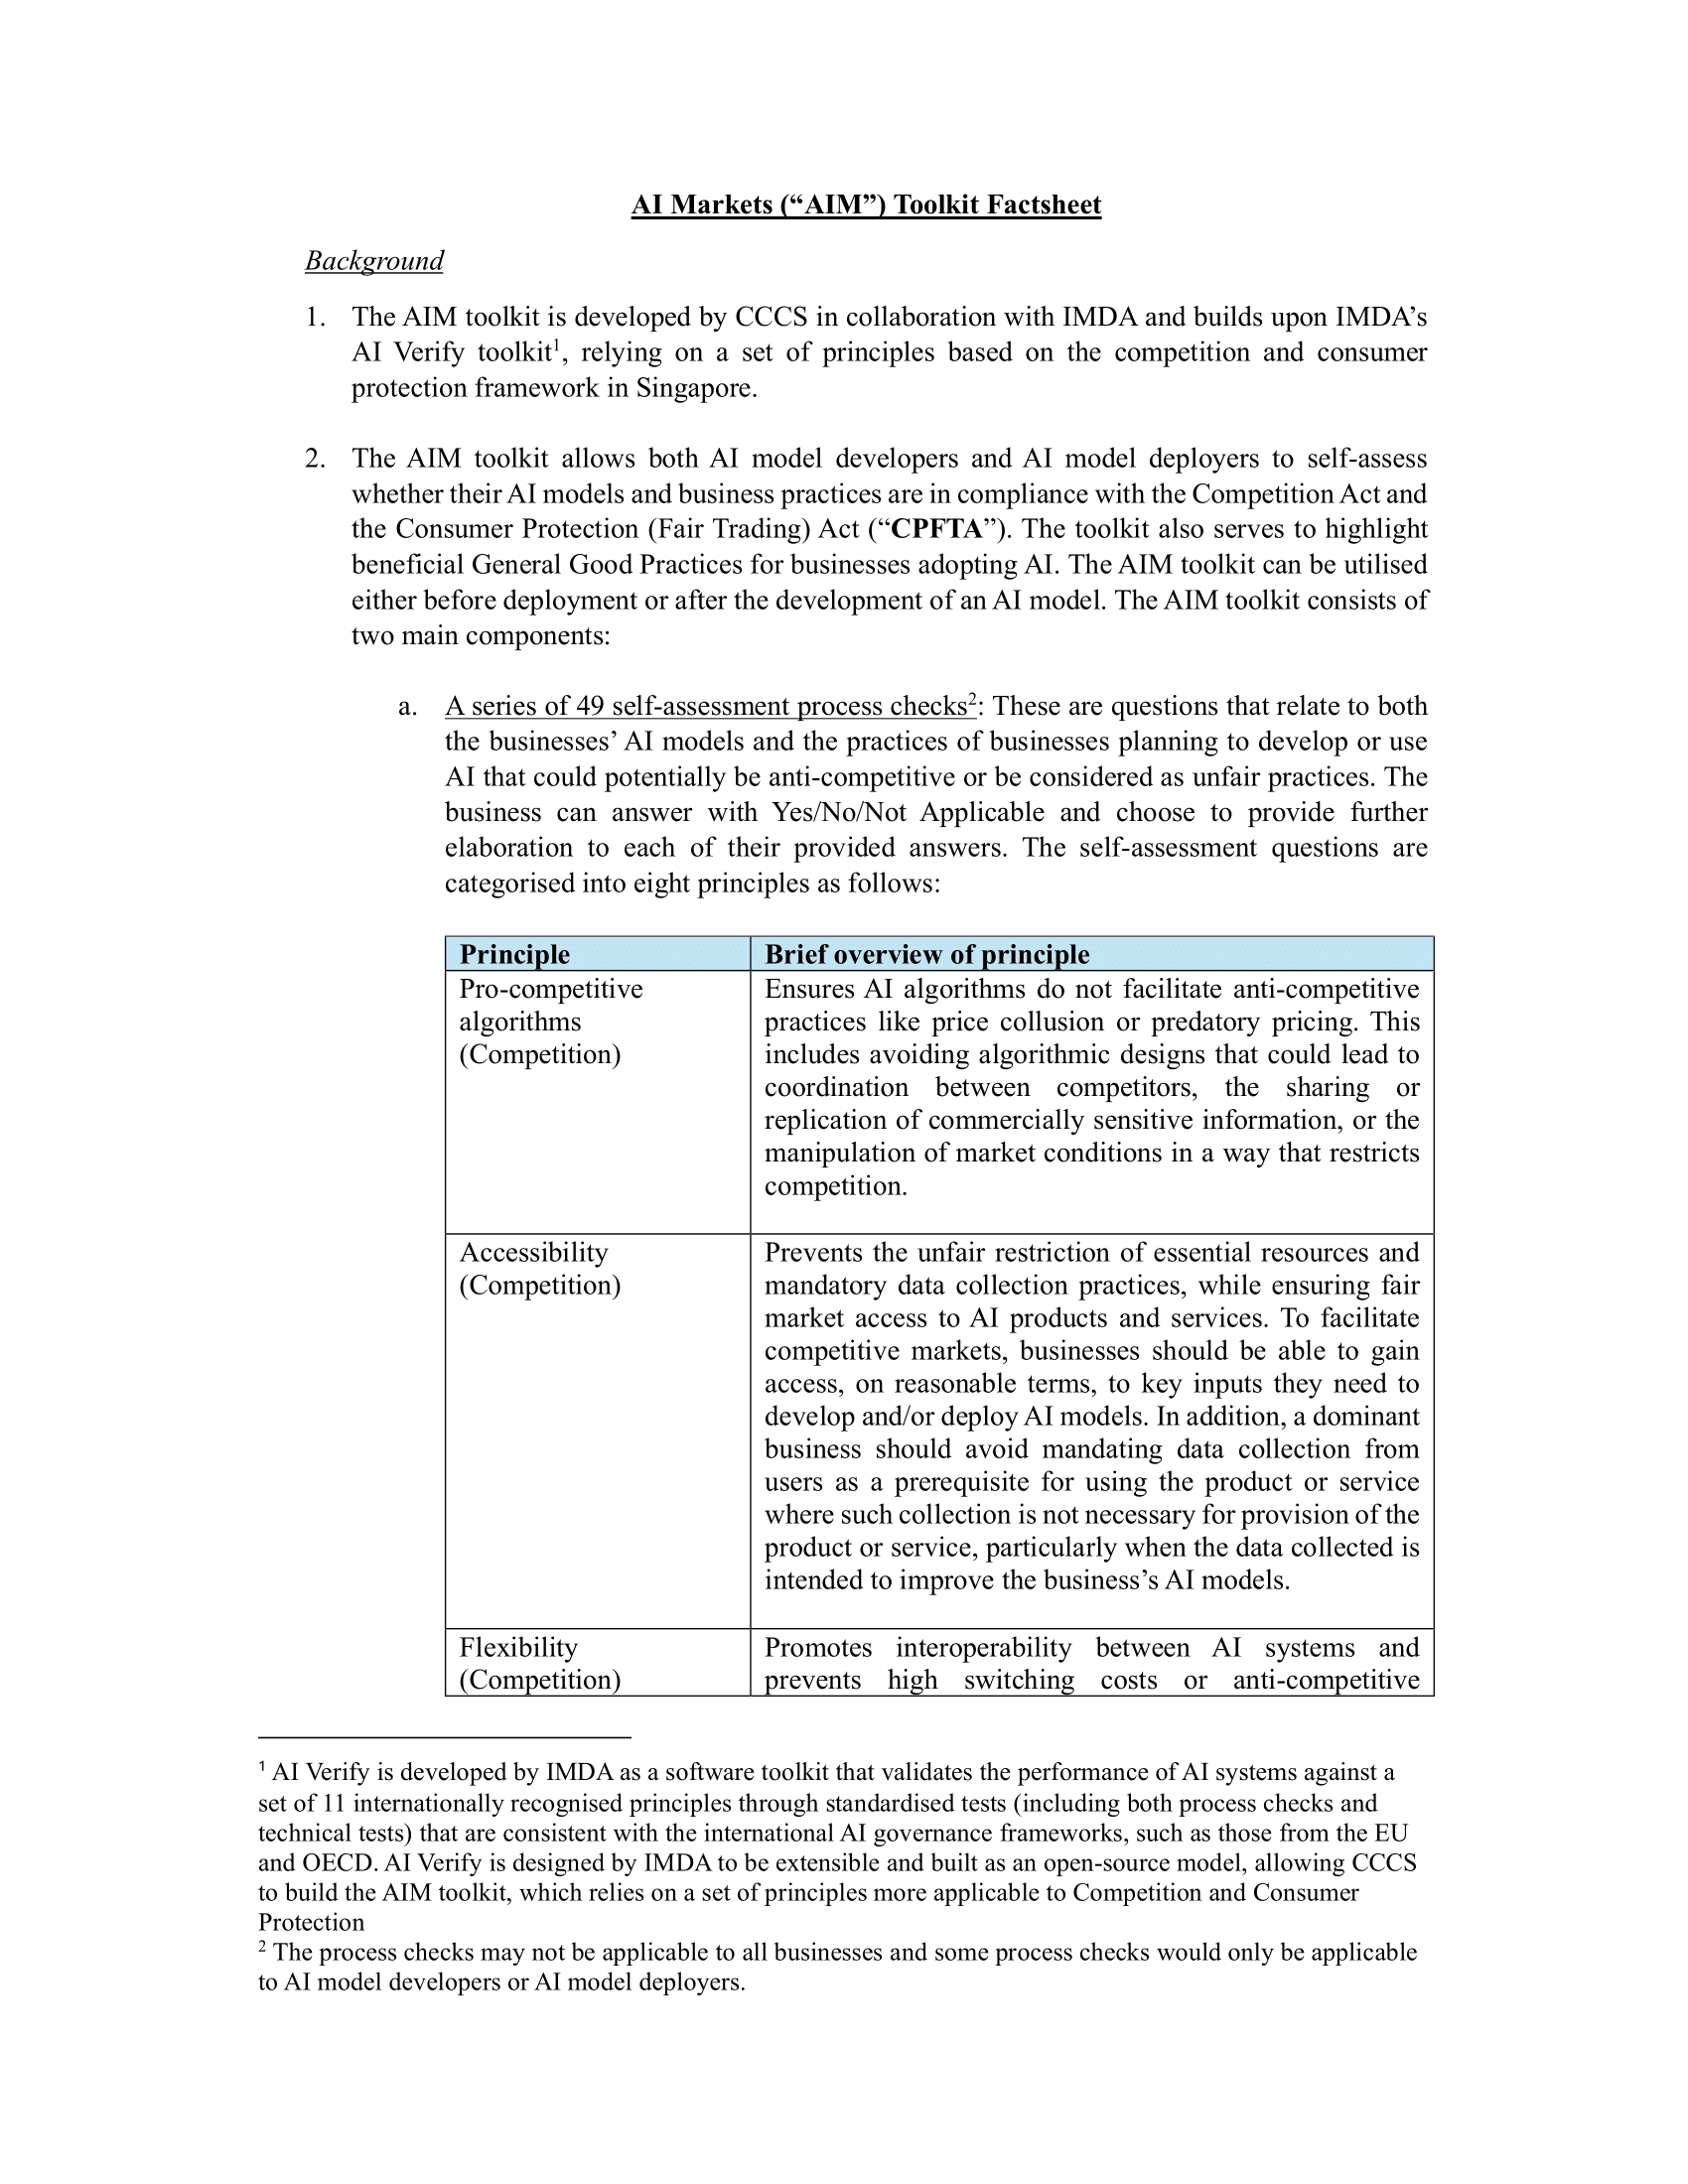 AI Markets (“AIM”) Toolkit Factsheet
Background
1. The AIM toolkit is developed by CCCS in collaboration with IMDA and builds upon IMDA’s
AI Verify toolkit1, relying on a set of principles based on the competition and consumer
protection framework in Singapore.
2. The AIM toolkit allows both AI model developers and AI model deployers to self-assess
whether their AI models and business practices are in compliance with the Competition Act and
the Consumer Protection (Fair Trading) Act (“CPFTA”). The toolkit also serves to highlight
beneficial General Good Practices for businesses adopting AI. The AIM toolkit can be utilised
either before deployment or after the development of an AI model. The AIM toolkit consists of
two main components:
a. A series of 49 self-assessment process checks2: These are questions that relate to both
the businesses’ AI models and the practices of businesses planning to develop or use
AI that could potentially be anti-competitive or be considered as unfair practices. The
business can answer with Yes/No/Not Applicable and choose to provide further
elaboration to each of their provided answers. The self-assessment questions are
categorised into eight principles as follows:
Principle
Brief overview of principle
Pro-competitive
algorithms
(Competition)
Ensures AI algorithms do not facilitate anti-competitive
practices like price collusion or predatory pricing. This
includes avoiding algorithmic designs that could lead to
coordination between competitors, the sharing or
replication of commercially sensitive information, or the
manipulation of market conditions in a way that restricts
competition.
Accessibility
(Competition)
Prevents the unfair restriction of essential resources and
mandatory data collection practices, while ensuring fair
market access to AI products and services. To facilitate
competitive markets, businesses should be able to gain
access, on reasonable terms, to key inputs they need to
develop and/or deploy AI models. In addition, a dominant
business should avoid mandating data collection from
users as a prerequisite for using the product or service
where such collection is not necessary for provision of the
product or service, particularly when the data collected is
intended to improve the business’s AI models.
Flexibility
(Competition)
Promotes interoperability between AI systems and
prevents high switching costs or anti-competitive
1 AI Verify is developed by IMDA as a software toolkit that validates the performance of AI systems against a
set of 11 internationally recognised principles through standardised tests (including both process checks and
technical tests) that are consistent with the international AI governance frameworks, such as those from the EU
and OECD. AI Verify is designed by IMDA to be extensible and built as an open-source model, allowing CCCS
to build the AIM toolkit, which relies on a set of principles more applicable to Competition and Consumer
Protection
2 The process checks may not be applicable to all businesses and some process checks would only be applicable
to AI model developers or AI model deployers.